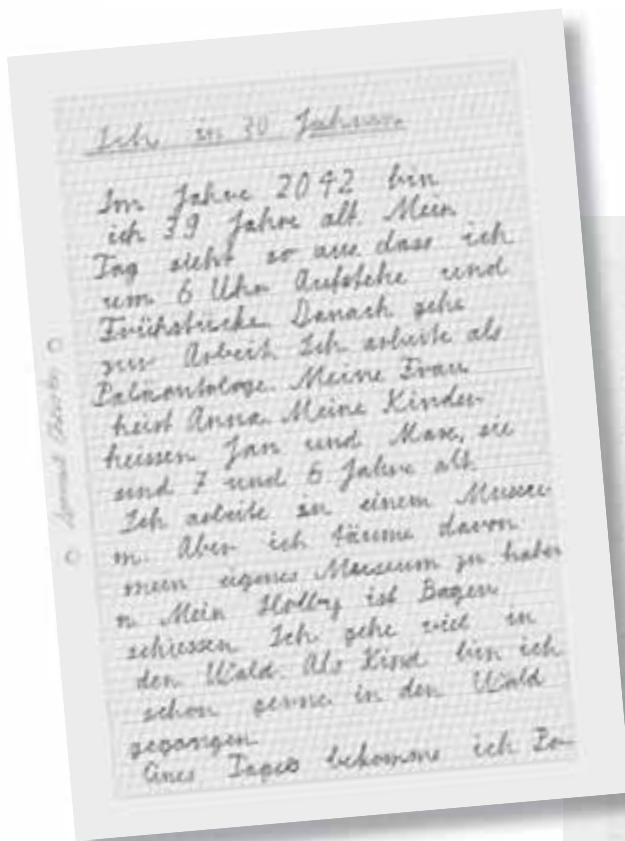 Ich in 30 Jahren
Im Jahre 2042 bin
ich 39 Jahre alt. Mein
Tag sieht so aus dass ich
um 6 Uhr Aufstehe und
Frühstücke. Danach gehe
zur Arbeit. Ich arbeite als
Paläontologe. Meine Frau
heist Anna. Meine Kinder
heissen Jan und Max, sie
sind 7 und 6 Jahre alt.
Ich arbeite in einem Museu-
m. Aber ich täume davon
mein eigenes Museum zu habe
n Mein Hobby ist Bogen
schiessen Ich gehe viel in
den Wald. Als Kind bin ich
schon gerne in den Wald
gegangen
Eines Tages bekomme ich Po-